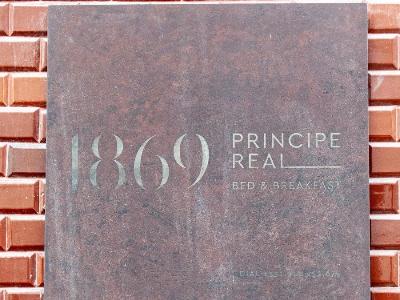 1869
PRINCIPE
REAL
BED & BREAKFAST